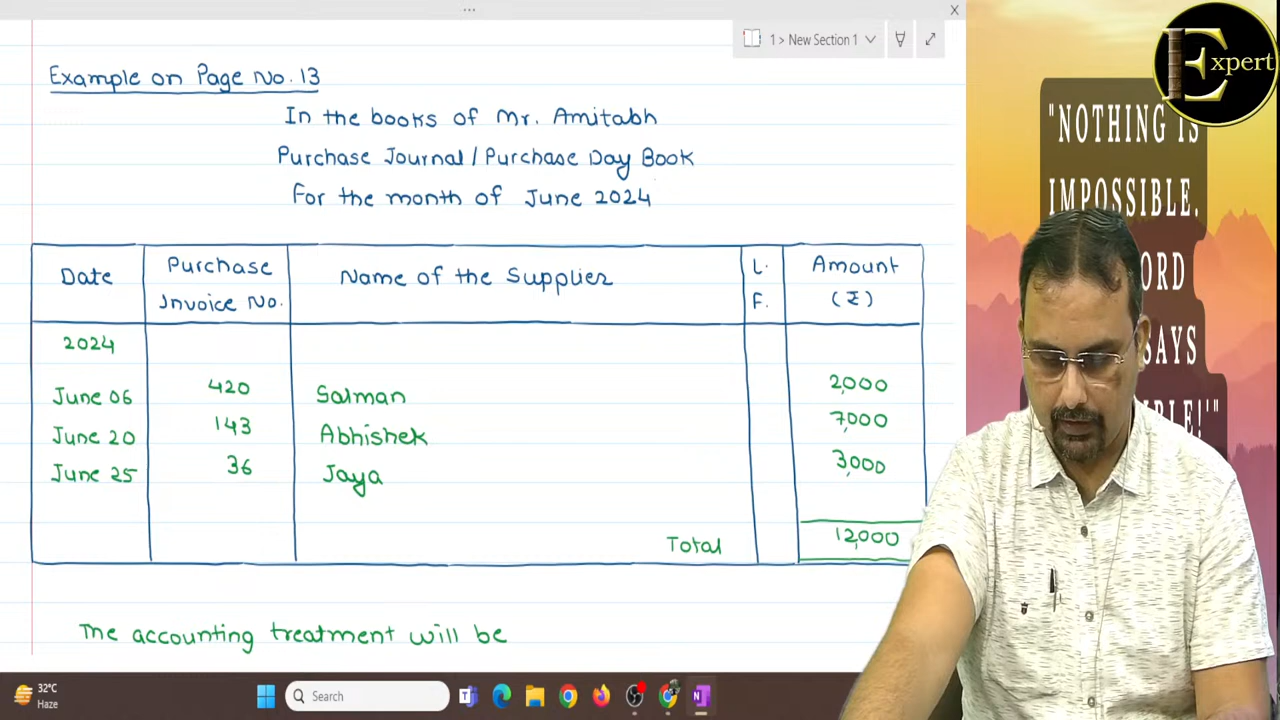 1 > New Section 1
Expert
Example on Page No. 13
In the books of Mr. Amitabh
Purchase Journal / Purchase Day Book
For the month of June 2024
Date
Purchase Invoice No.
Name of the Supplier
L. F.
Amount (₹)
2024
June 06 420 Salman 2,000
June 20 143 Abhishek 7,000
June 25 36 Jaya 3,000
Total 12,000
The accounting treatment will be
"NOTHING IS
IMPOSSIBLE.
ORD
SAYS
BLE!'"
32°C
Haze
Search